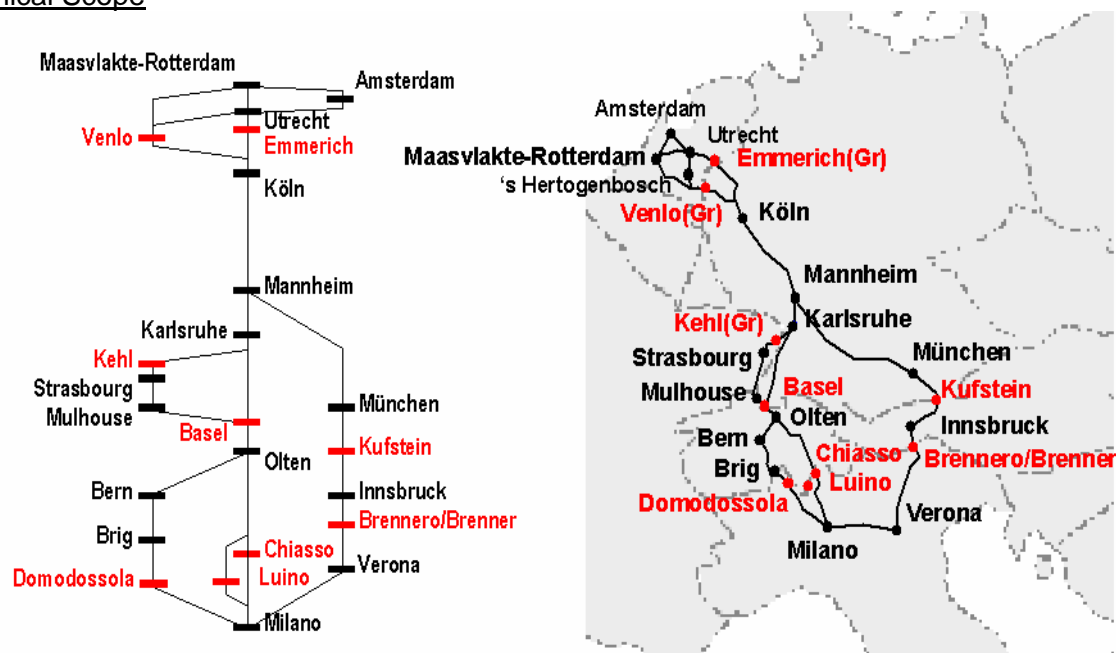 nical Scope
Maasvlakte-Rotterdam
Amsterdam
Utrecht
Venlo
Emmerich
Köln
Mannheim
Karlsruhe
Kehl
Strasbourg
Mulhouse
München
Basel
Kufstein
Olten
Bern
Innsbruck
Brennero/Brenner
Brig
Chiasso
Verona
Domodossola
Luino
Milano
Amsterdam
Utrecht
Maasvlakte-Rotterdam
Emmerich(Gr)
's Hertogenbosch
Venlo(Gr)
Köln
Mannheim
Kehl(Gr)
Karlsruhe
Strasbourg
München
Mulhouse
Basel
Kufstein
Olten
Innsbruck
Bern
Chiasso
Brennero/Brenner
Brig
Luino
Domodossola
Verona
Milano